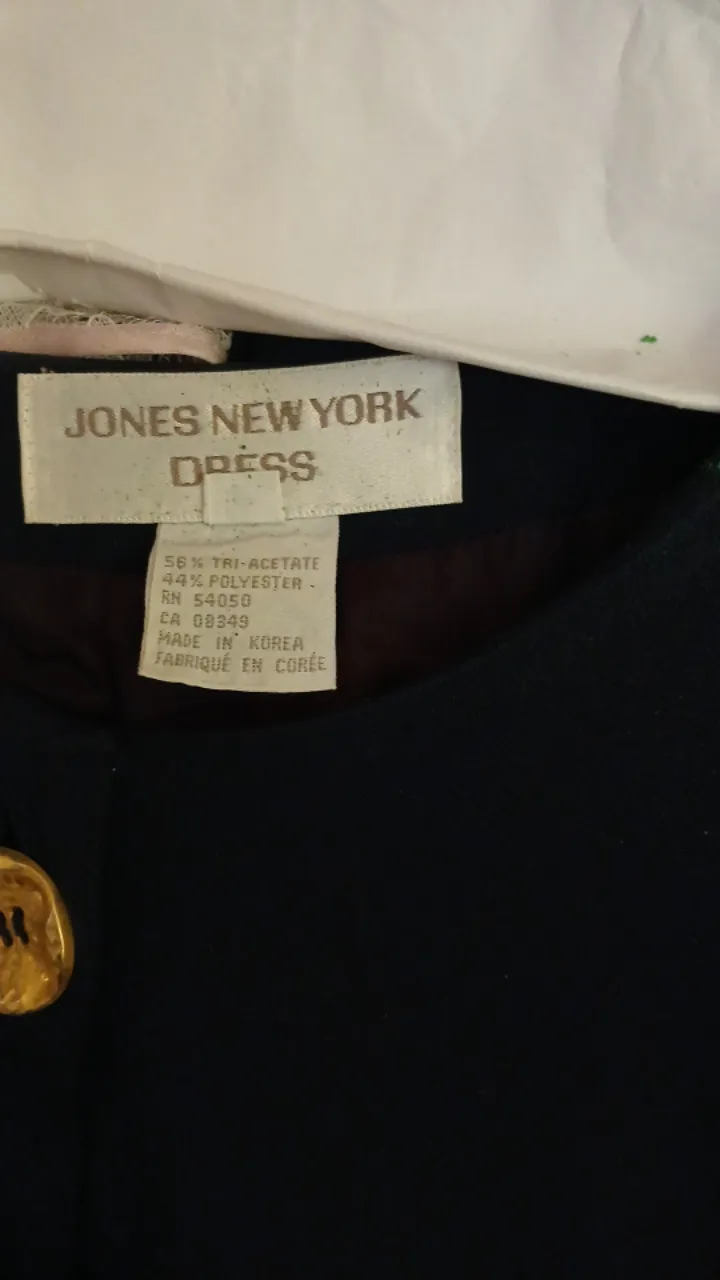 JONES NEW YORK
DRESS
56% TRI-ACETATE
44% POLYESTER
RN 54050
CA 08349
MADE IN KOREA
FABRIQUÉ EN CORÉE